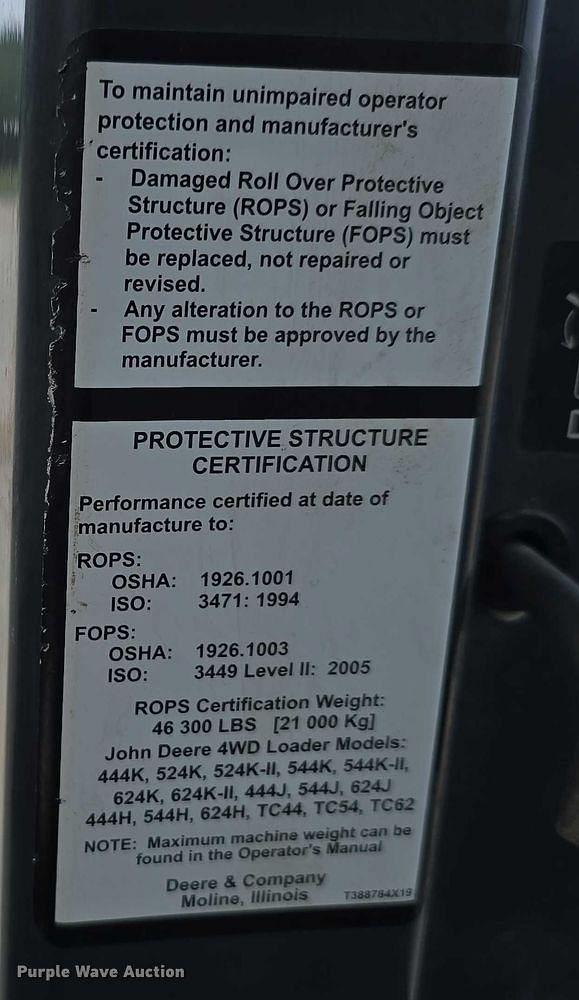 To maintain unimpaired operator
protection and manufacturer's
certification:
- Damaged Roll Over Protective
Structure (ROPS) or Falling Object
Protective Structure (FOPS) must
be replaced, not repaired or
revised.
- Any alteration to the ROPS or
FOPS must be approved by the
manufacturer.
PROTECTIVE STRUCTURE
CERTIFICATION
Performance certified at date of
manufacture to:
ROPS:
OSHA: 1926.1001
ISO: 3471: 1994
FOPS:
OSHA: 1926.1003
ISO: 3449 Level II: 2005
ROPS Certification Weight:
46 300 LBS [21 000 Kg]
John Deere 4WD Loader Models:
444K, 524K, 524K-II, 544K, 544K-II,
624K, 624K-II, 444J, 544J, 624J
444H, 544H, 624H, TC44, TC54, TC62
NOTE: Maximum machine weight can be
found in the Operator's Manual
Deere & Company
Moline, Illinois T388784X19
Purple Wave Auction